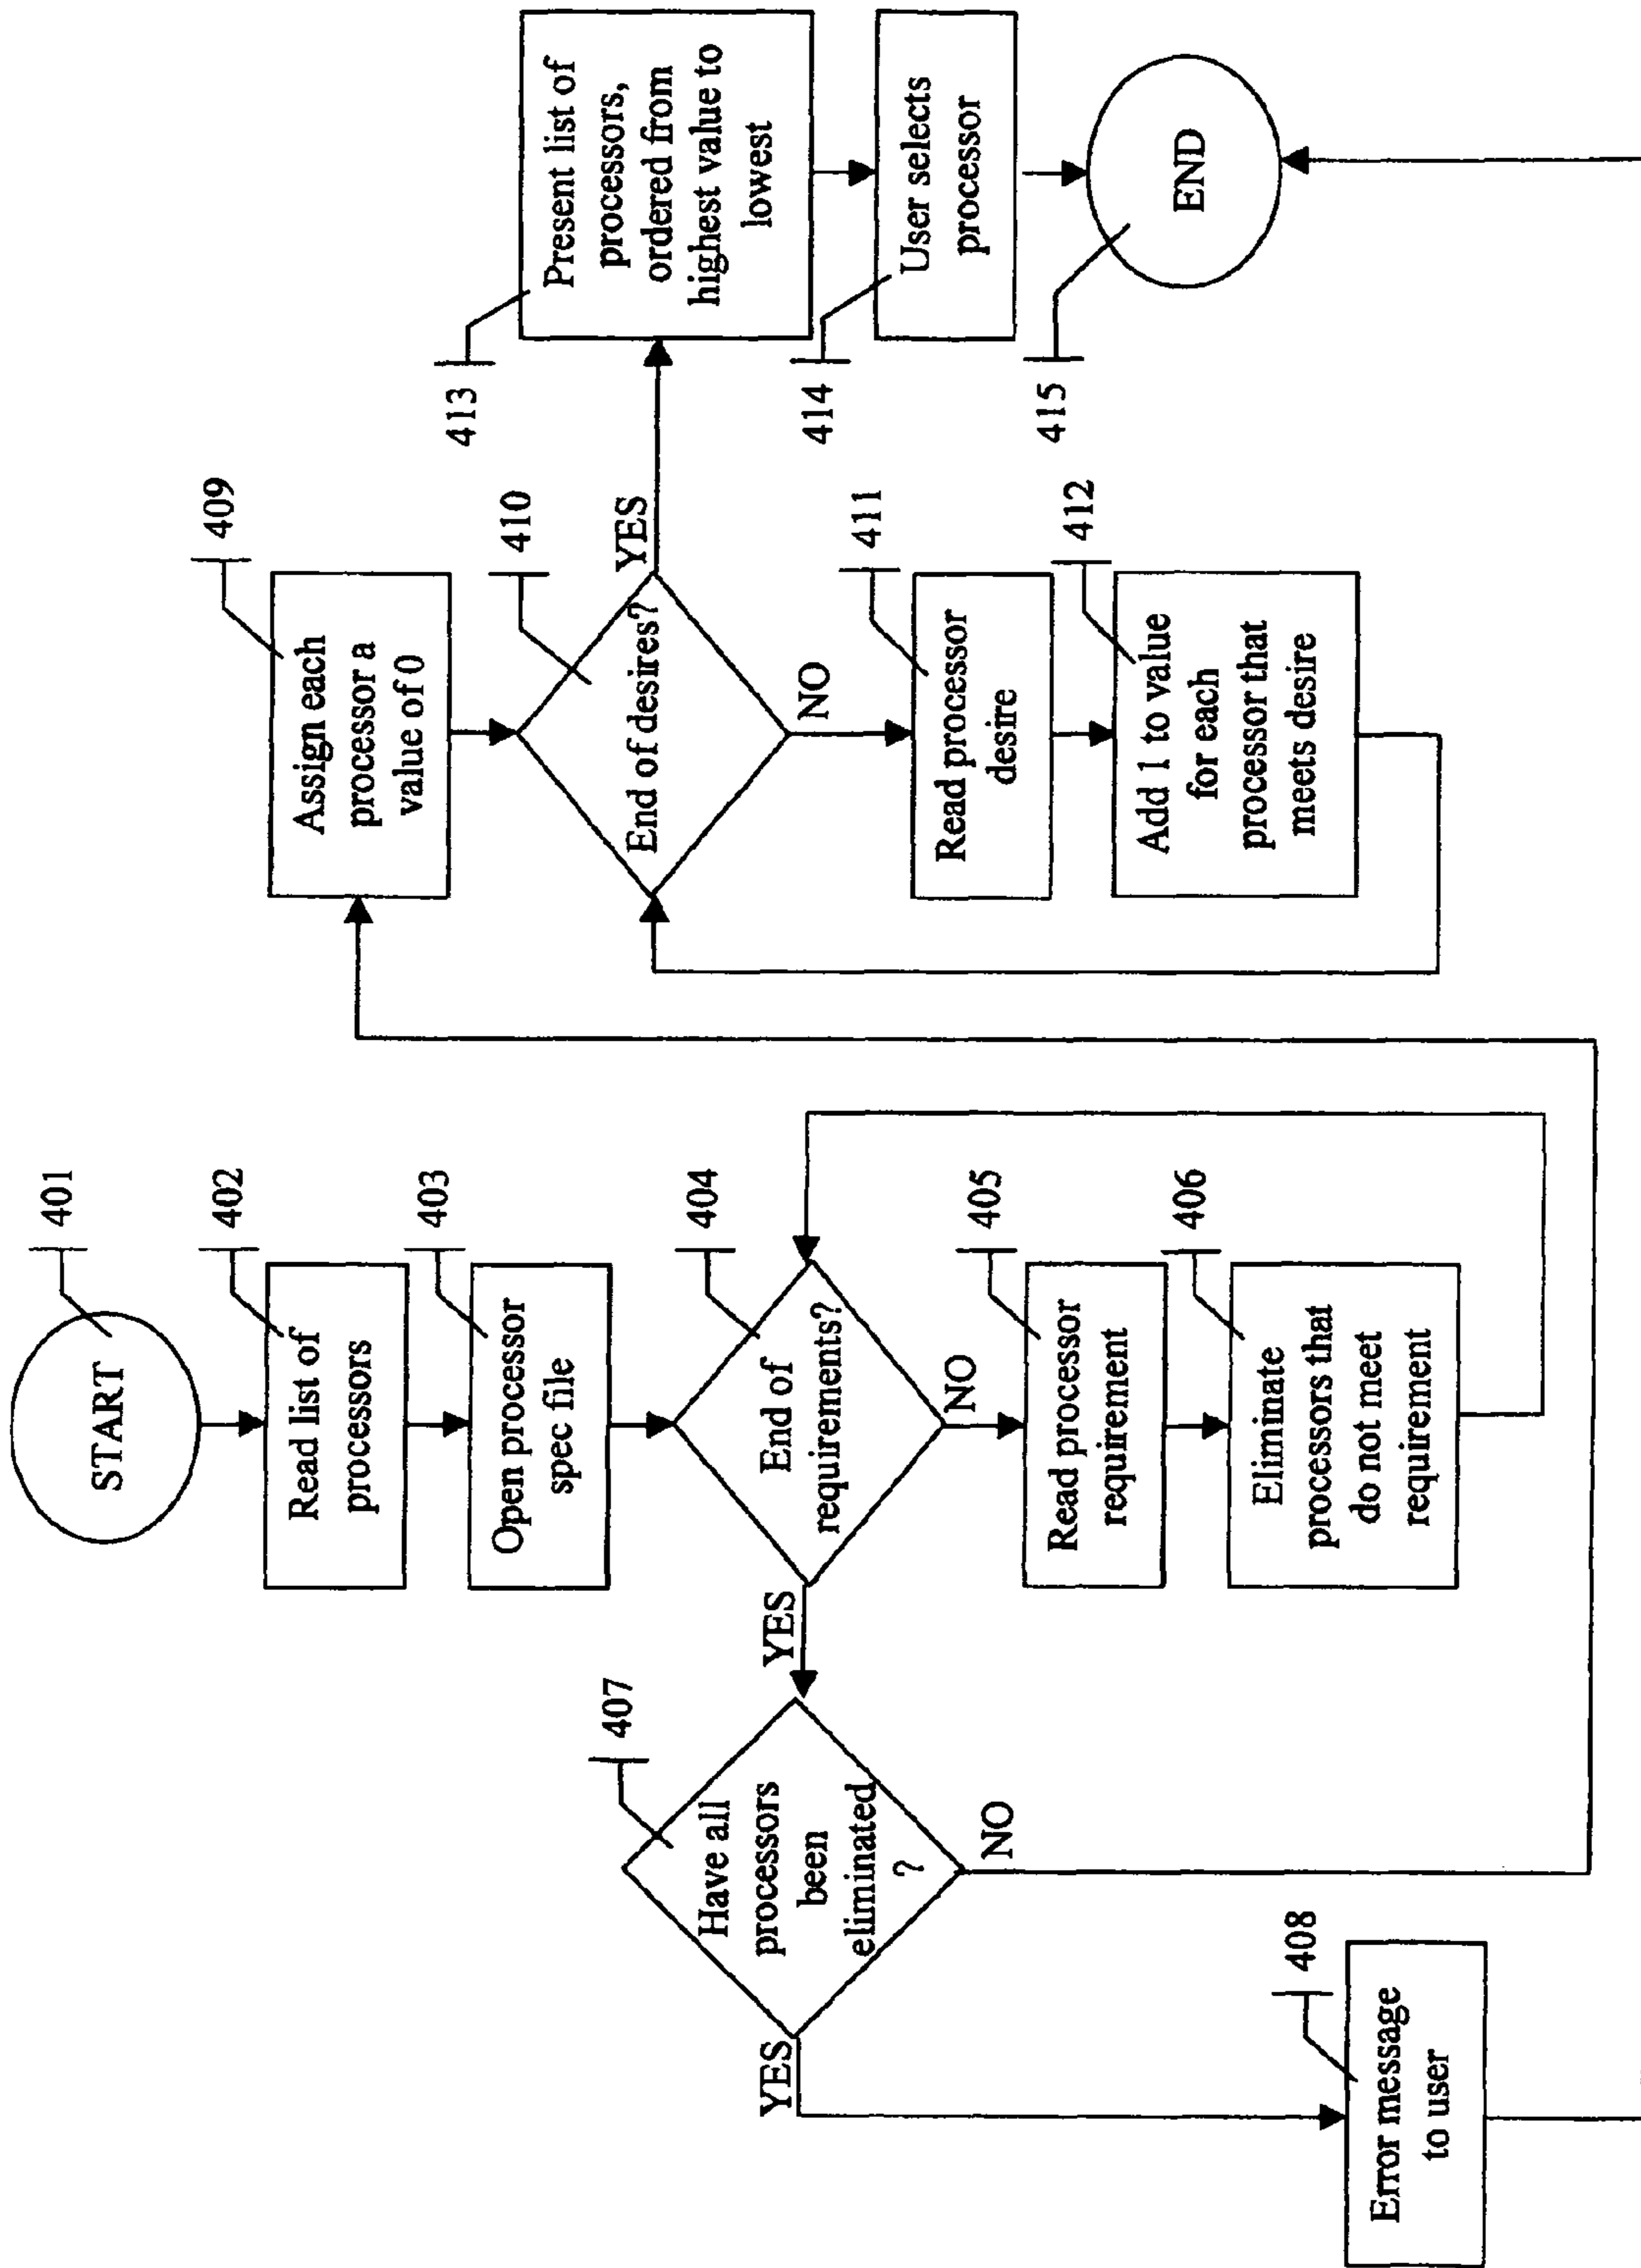 START
401
Read list of
processors
402
Open processor
spec file
403
End of
requirements?
404
YES
NO
Read processor
requirement
405
Eliminate
processors that
do not meet
requirement
406
Have all
processors
been
eliminated
?
407
YES
NO
Error message
to user
408
Assign each
processor a
value of 0
409
End of desires?
410
YES
NO
Read processor
desire
411
Add 1 to value
for each
processor that
meets desire
412
Present list of
processors,
ordered from
highest value to
lowest
413
User selects
processor
414
END
415